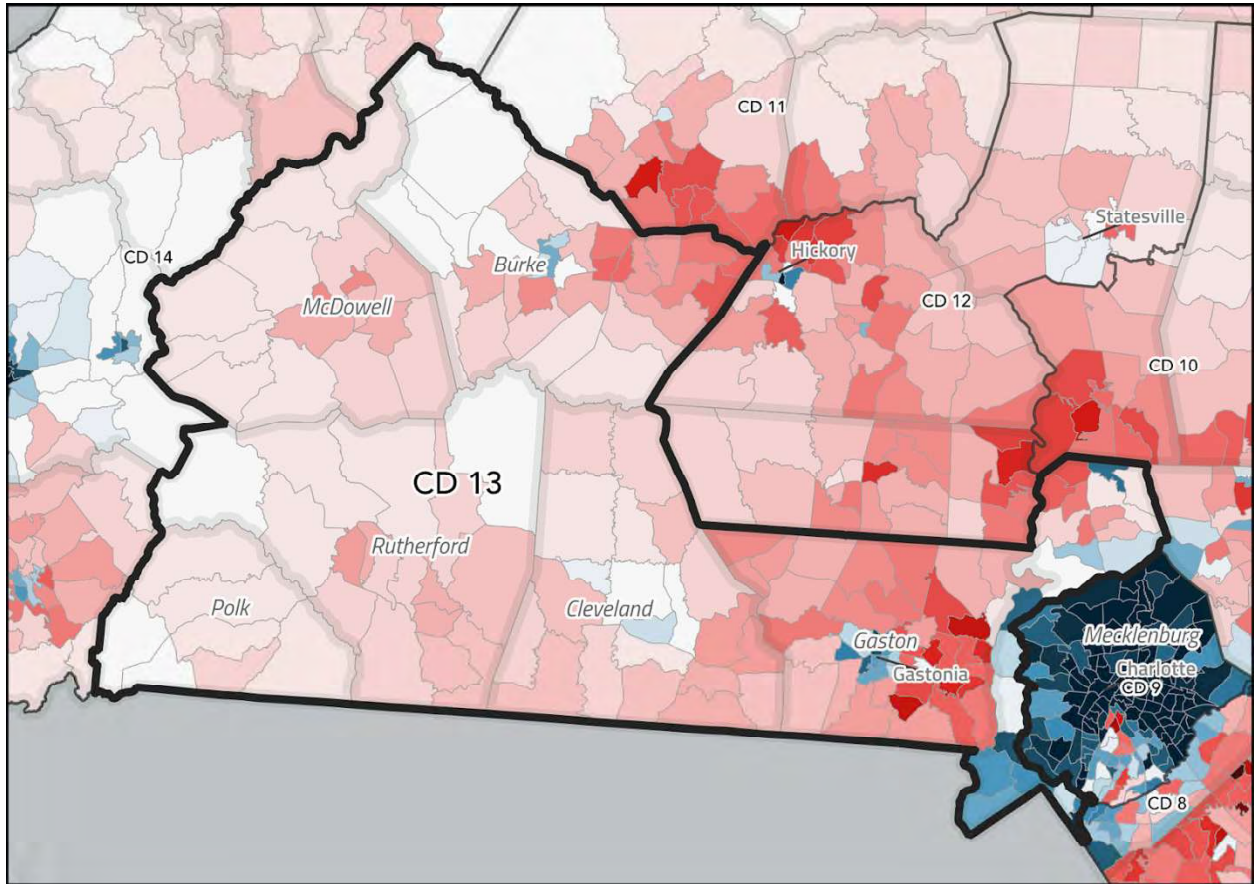 CD 11
Statesville
Hickory
CD 14
Burke
McDowell
CD 12
CD 10
CD 13
Rutherford
Polk
Cleveland
Gaston
Gastonia
Mecklenburg
Charlotte
CD 9
CD 8